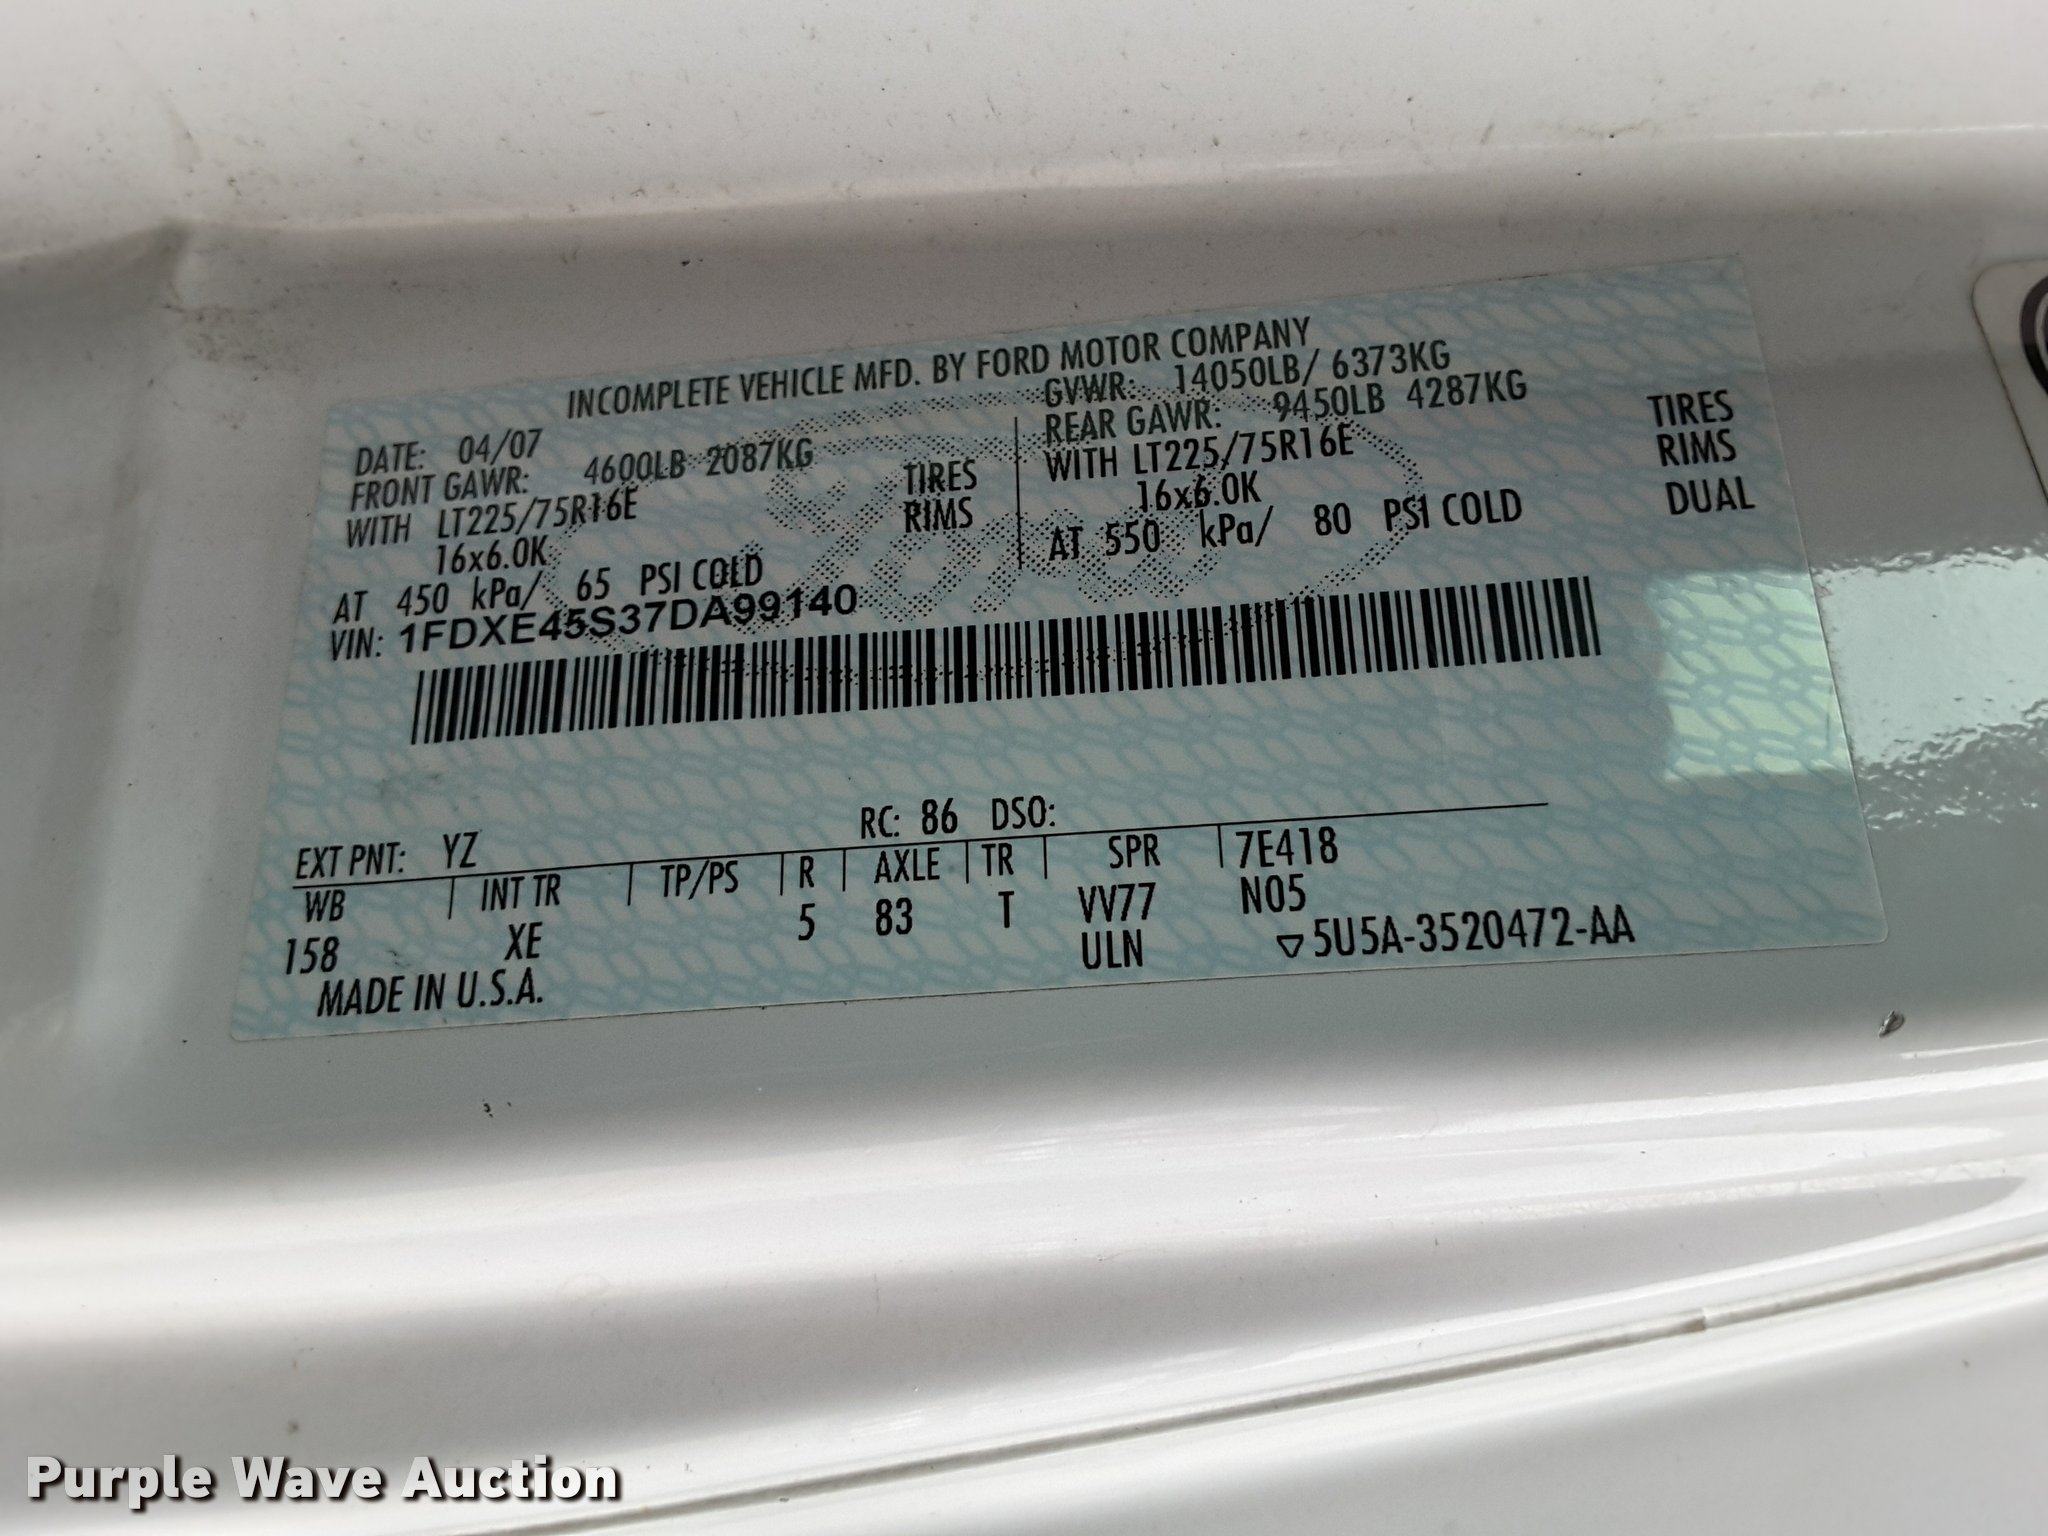 INCOMPLETE VEHICLE MFD. BY FORD MOTOR COMPANY
DATE: 04/07 GVWR: 14050LB/ 6373KG
FRONT GAWR: 4600LB 2087KG REAR GAWR: 9450LB 4287KG
WITH LT225/75R16E TIRES WITH LT225/75R16E TIRES
16x6.0K RIMS 16x6.0K RIMS
AT 450 kPa/ 65 PSI COLD AT 550 kPa/ 80 PSI COLD DUAL
VIN: 1FDXE45S37DA99140
Ford
EXT PNT: YZ RC: 86 DSO:
WB INT TR TP/PS R AXLE TR SPR 7E418
158 XE 5 83 T VV77 N05
ULN 5U5A-3520472-AA
MADE IN U.S.A.
Purple Wave Auction